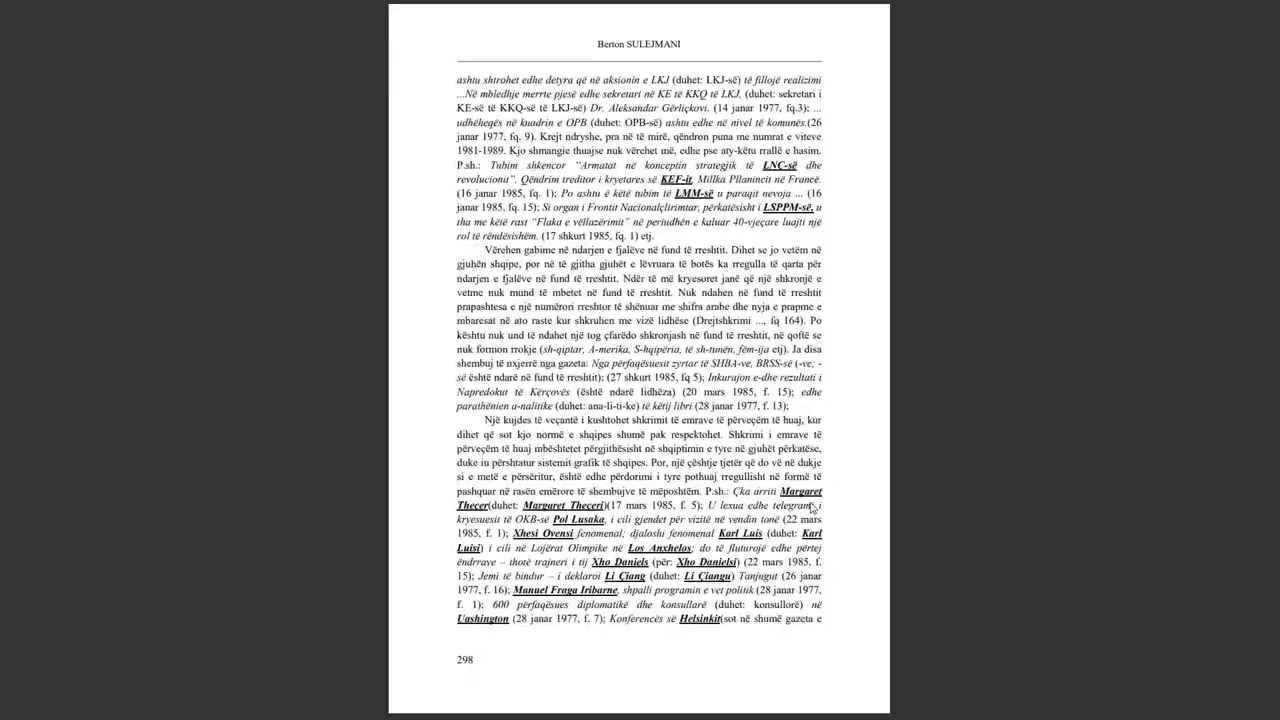 Berton SULEJMANI
ashtu shtrohet edhe detyra që në aksionin e LKJ (duhet: LKJ-së) të fillojë realizimi
...Në mbledhje merrte pjesë edhe sekretari në KE të KKQ të LKJ, (duhet: sekretari i
KE-së të KKQ-së të LKJ-së) Dr. Aleksandar Gërliçkovi. (14 janar 1977, fq.3); ...
udhëheqës në kuadrin e OPB (duhet: OPB-së) ashtu edhe në nivel të komunës.(26
janar 1977, fq. 9). Krejt ndryshe, pra në të mirë, qëndron puna me numrat e viteve
1981-1989. Kjo shmangie thuajse nuk vërehet më, edhe pse aty-këtu rrallë e hasim.
P.sh.: Tubim shkencor “Armatat në konceptin strategjik të LNÇ-së dhe
revolucionit”. Qëndrim treditor i kryetares së KEF-it, Millka Pllanincit në Francë.
(16 janar 1985, fq. 1); Po ashtu ë këtë tubim të LMM-së u paraqit nevoja ... (16
janar 1985, fq. 15); Si organ i Frontit Nacionalçlirimtar, përkatësisht i LSPPM-së, u
tha me këtë rast “Flaka e vëllazërimit” në periudhën e kaluar 40-vjeçare luajti një
rol të rëndësishëm. (17 shkurt 1985, fq. 1) etj.
Vërehen gabime në ndarjen e fjalëve në fund të rreshtit. Dihet se jo vetëm në
gjuhën shqipe, por në të gjitha gjuhët e lëvruara të botës ka rregulla të qarta për
ndarjen e fjalëve në fund të rreshtit. Ndër të më kryesoret janë që një shkronjë e
vetme nuk mund të mbetet në fund të rreshtit. Nuk ndahen në fund të rreshtit
prapashtesa e një numërori rreshtor të shënuar me shifra arabe dhe nyja e prapme e
mbaresat në ato raste kur shkruhen me vizë lidhëse (Drejtshkrimi ..., fq 164). Po
kështu nuk und të ndahet një tog çfarëdo shkronjash në fund të rreshtit, në qoftë se
nuk formon rrokje (sh-qiptar, A-merika, S-hqipëria, të sh-tunën, fëm-ija etj). Ja disa
shembuj të nxjerrë nga gazeta: Nga përfaqësuesit zyrtar të SHBA-ve, BRSS-së (-ve; -
së është ndarë në fund të rreshtit); (27 shkurt 1985, fq 5); Inkurajon e-dhe rezultati i
Napredokut të Kërçovës (është ndarë lidhëza) (20 mars 1985, f. 15); edhe
parathënien a-nalitike (duhet: ana-li-ti-ke) të këtij libri (28 janar 1977, f. 13);
Një kujdes të veçantë i kushtohet shkrimit të emrave të përveçëm të huaj, kur
dihet që sot kjo normë e shqipes shumë pak respektohet. Shkrimi i emrave të
përveçëm të huaj mbështetet përgjithësisht në shqiptimin e tyre në gjuhët përkatëse,
duke iu përshtatur sistemit grafik të shqipes. Por, një çështje tjetër që do vë në dukje
si e metë e përsëritur, është edhe përdorimi i tyre pothuaj rregullisht në formë të
pashquar në rasën emërore të shembujve të mëposhtëm. P.sh.: Çka arriti Margaret
Theçer(duhet: Margaret Theçeri)(17 mars 1985, f. 5); U lexua edhe telegrami i
kryesuesit të OKB-së Pol Lusaka, i cili gjendet për vizitë në vendin tonë (22 mars
1985, f. 1); Xhesi Ovensi fenomenal; djaloshi fenomenal Karl Luis (duhet: Karl
Luisi) i cili në Lojërat Olimpike në Los Anxhelos; do të fluturojë edhe përtej
ëndrrave – thotë trajneri i tij Xho Daniels (për: Xho Danielsi) (22 mars 1985, f.
15); Jemi të bindur – i deklaroi Li Çiang (duhet: Li Çiangu) Tanjugut (26 janar
1977, f. 16); Manuel Fraga Iribarne, shpalli programin e vet politik (28 janar 1977,
f. 1); 600 përfaqësues diplomatikë dhe konsullarë (duhet: konsullorë) në
Uashington (28 janar 1977, f. 7); Konferencës së Helsinkit(sot në shumë gazeta e
298